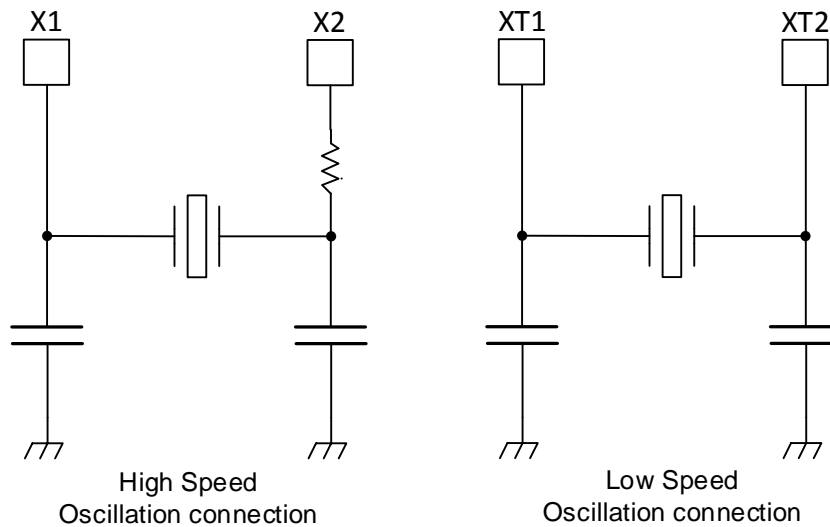 X1
X2
XT1
XT2
High Speed
Oscillation connection
Low Speed
Oscillation connection